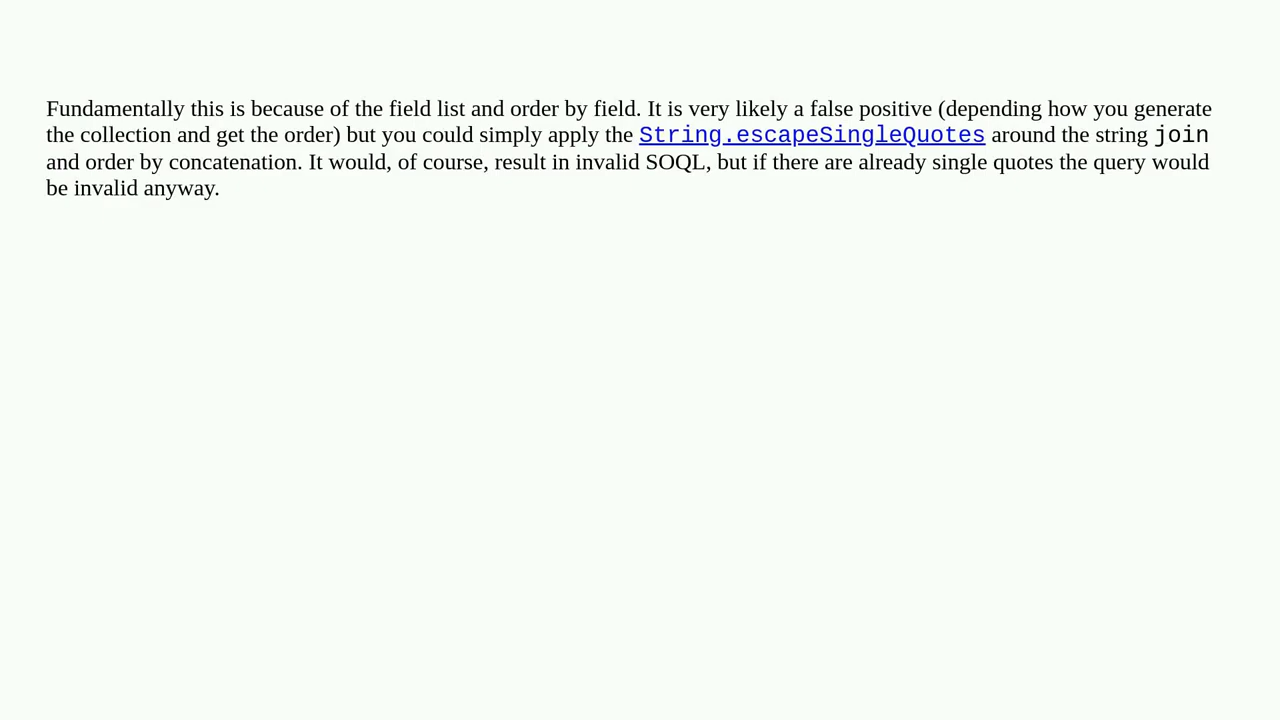 Fundamentally this is because of the field list and order by field. It is very likely a false positive (depending how you generate
the collection and get the order) but you could simply apply the String.escapeSingleQuotes around the string join
and order by concatenation. It would, of course, result in invalid SOQL, but if there are already single quotes the query would
be invalid anyway.